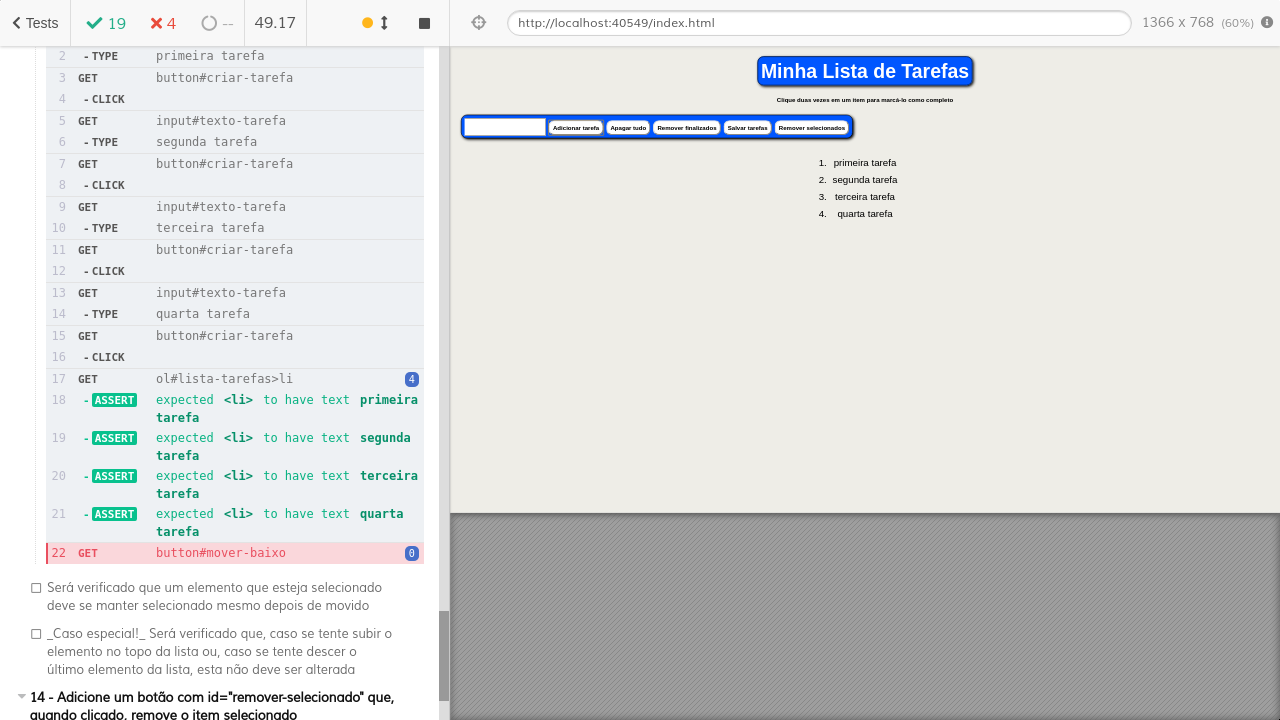 Tests 19 4 -- 49.17 http://localhost:40549/index.html 1366 x 768 (60%)
2 - TYPE primeira tarefa
3 GET button#criar-tarefa
4 - CLICK
5 GET input#texto-tarefa
6 - TYPE segunda tarefa
7 GET button#criar-tarefa
8 - CLICK
9 GET input#texto-tarefa
10 - TYPE terceira tarefa
11 GET button#criar-tarefa
12 - CLICK
13 GET input#texto-tarefa
14 - TYPE quarta tarefa
15 GET button#criar-tarefa
16 - CLICK
17 GET ol#lista-tarefas>li 4
18 - ASSERT expected <li> to have text primeira
tarefa
19 - ASSERT expected <li> to have text segunda
tarefa
20 - ASSERT expected <li> to have text terceira
tarefa
21 - ASSERT expected <li> to have text quarta
tarefa
22 GET button#mover-baixo 0
Será verificado que um elemento que esteja selecionado
deve se manter selecionado mesmo depois de movido
_Caso especial!_ Será verificado que, caso se tente subir o
elemento no topo da lista ou, caso se tente descer o
último elemento da lista, esta não deve ser alterada
14 - Adicione um botão com id="remover-selecionado" que,
quando clicado, remove o item selecionado
Minha Lista de Tarefas
Clique duas vezes em um item para marcá-lo como completo
Adicionar tarefa Apagar tudo Remover finalizados Salvar tarefas Remover selecionados
1. primeira tarefa
2. segunda tarefa
3. terceira tarefa
4. quarta tarefa